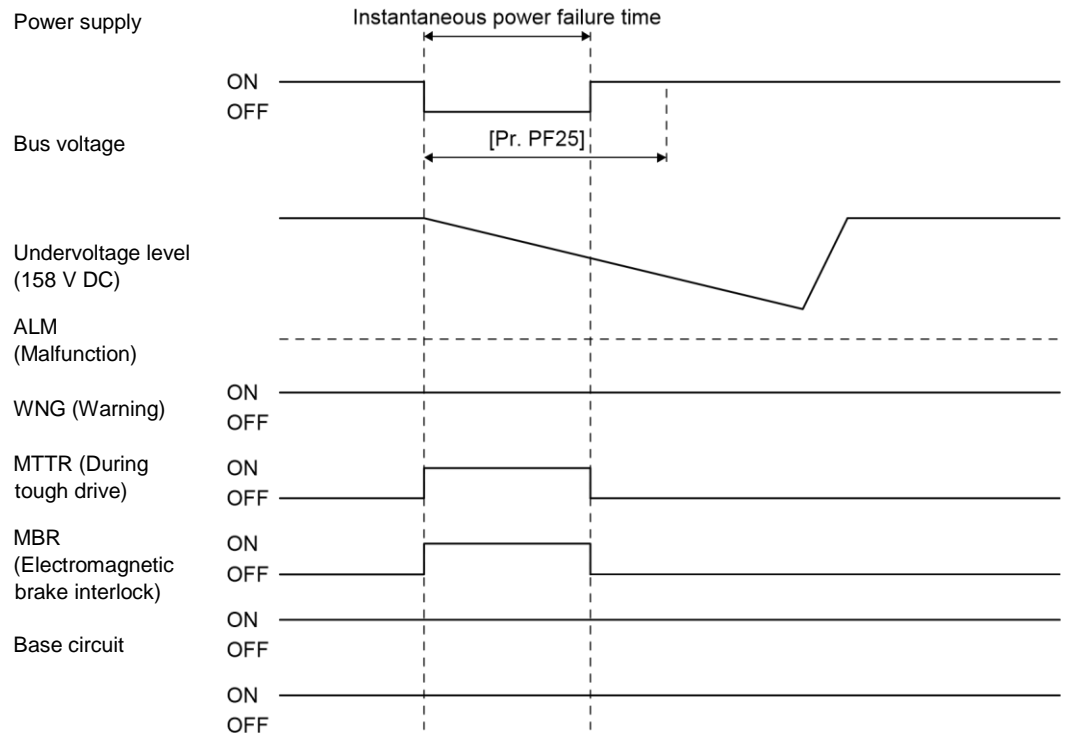 Power supply
Instantaneous power failure time
ON
OFF
Bus voltage
[Pr. PF25]
Undervoltage level
(158 V DC)
ALM
(Malfunction)
WNG (Warning)
ON
OFF
MTTR (During
tough drive)
ON
OFF
MBR
(Electromagnetic
brake interlock)
ON
OFF
Base circuit
ON
OFF
ON
OFF